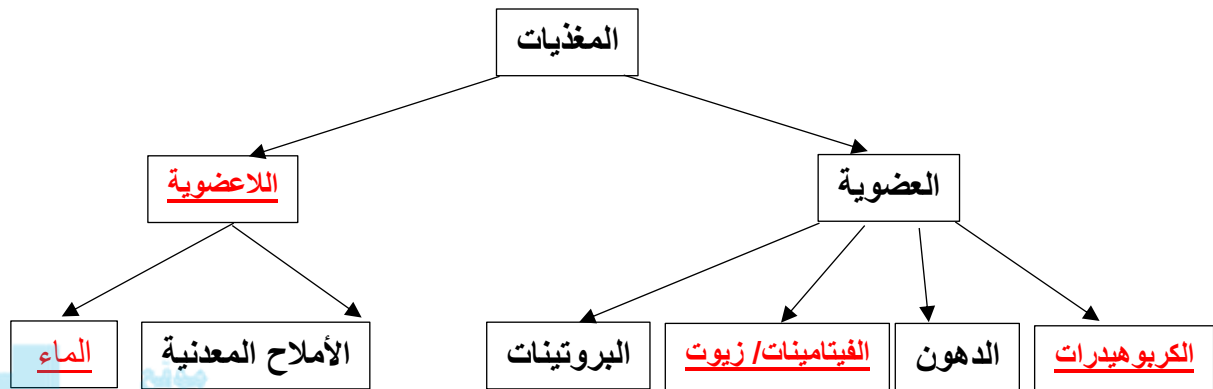 المغذيات
العضوية
اللاعضوية
الكربوهيدرات
الدهون
الفيتامينات/ زيوت
البروتينات
الأملاح المعدنية
الماء